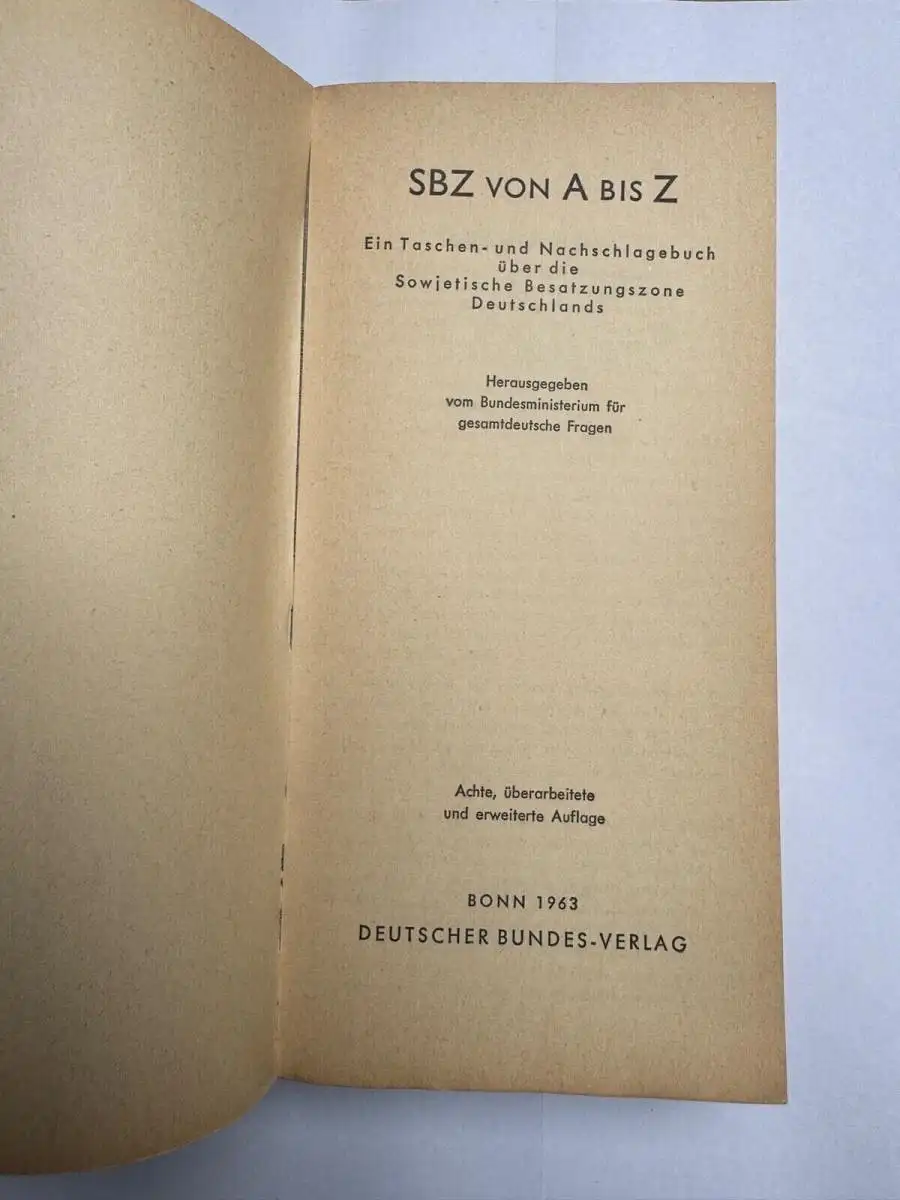 SBZ VON A BIS Z
Ein Taschen- und Nachschlagebuch
über die
Sowjetische Besatzungszone
Deutschlands
Herausgegeben
vom Bundesministerium für
gesamtdeutsche Fragen
Achte, überarbeitete
und erweiterte Auflage
BONN 1963
DEUTSCHER BUNDES-VERLAG